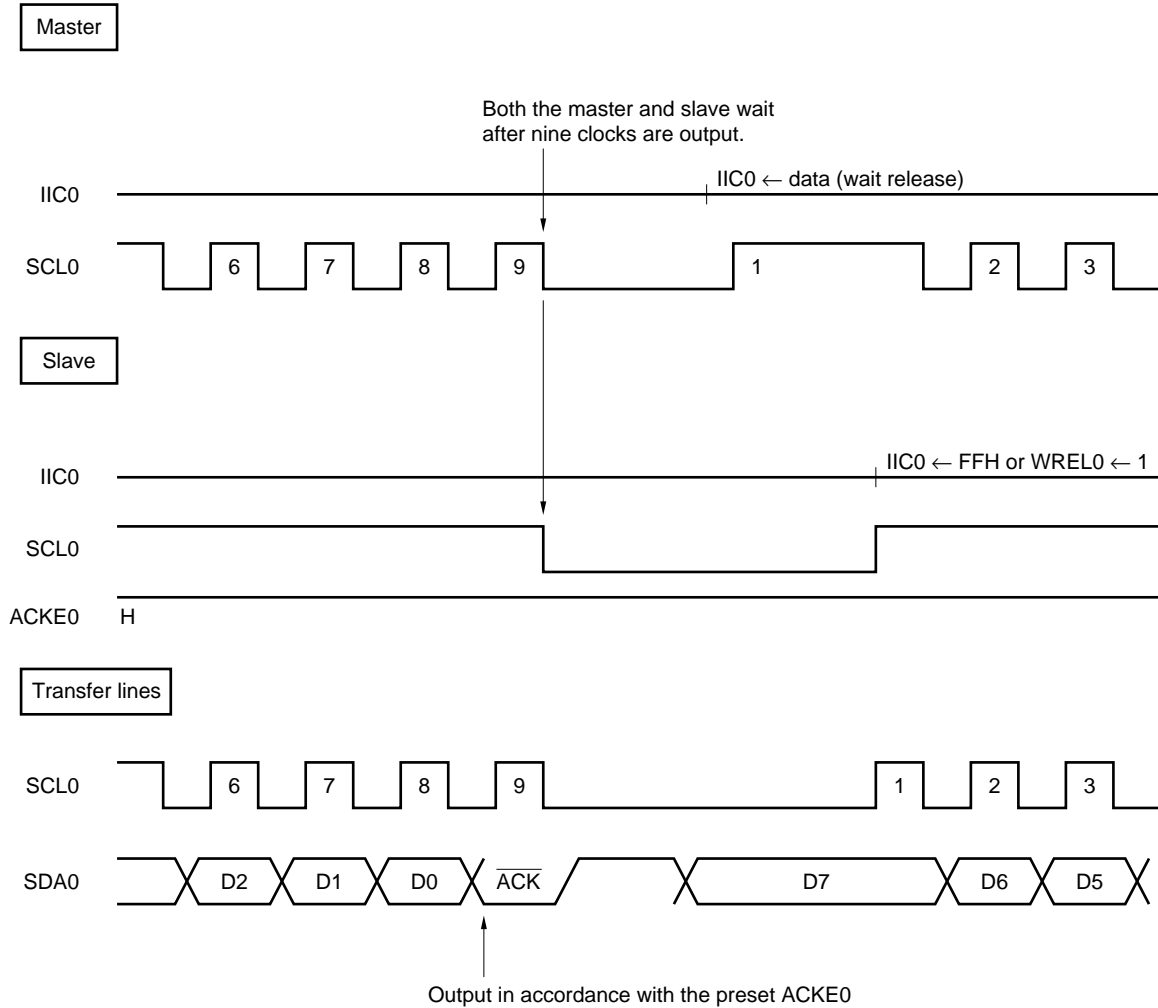 Master
Both the master and slave wait
after nine clocks are output.
IIC0
IIC0 ← data (wait release)
SCL0
6 7 8 9 1 2 3
Slave
IIC0
IIC0 ← FFH or WREL0 ← 1
SCL0
ACKE0 H
Transfer lines
SCL0
6 7 8 9 1 2 3
SDA0
D2 D1 D0 A̅C̅K̅ D7 D6 D5
Output in accordance with the preset ACKE0